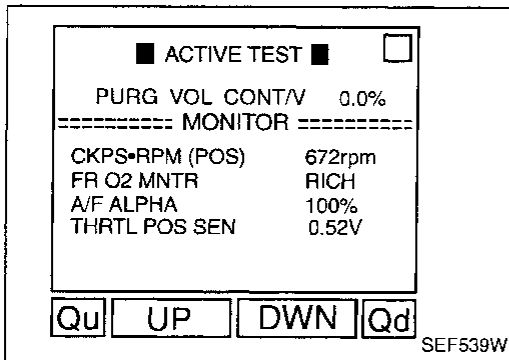 ■ ACTIVE TEST ■
PURG VOL CONT/V 0.0%
========== MONITOR ==========
CKPS•RPM (POS) 672rpm
FR O2 MNTR RICH
A/F ALPHA 100%
THRTL POS SEN 0.52V
Qu UP DWN Qd
SEF539W